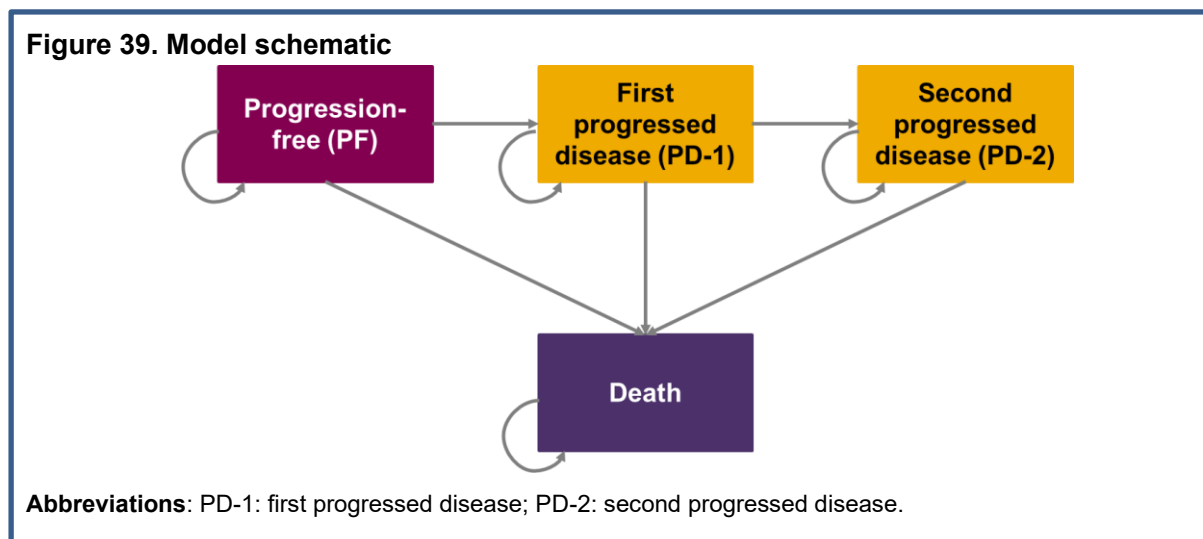 Figure 39. Model schematic
Progression-
free (PF)
First
progressed
disease (PD-1)
Second
progressed
disease (PD-2)
Death
Abbreviations: PD-1: first progressed disease; PD-2: second progressed disease.